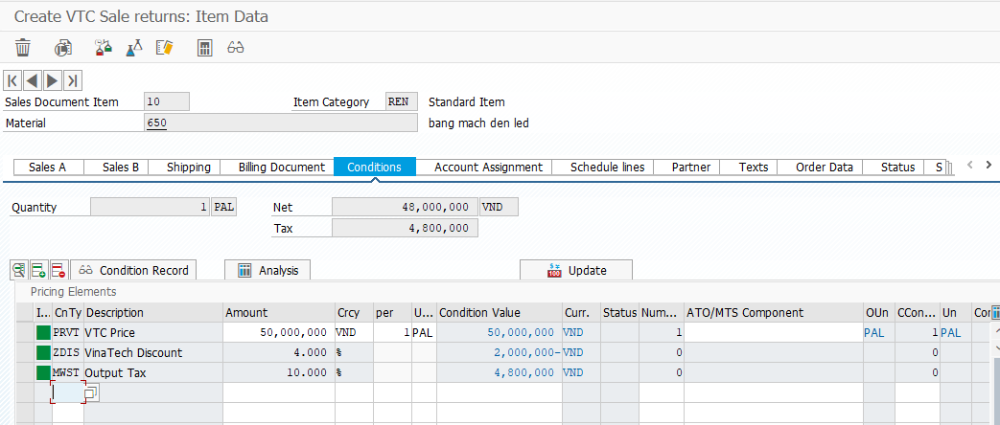 Create VTC Sale returns: Item Data
Sales Document Item 10 Item Category REN Standard Item
Material 650 bang mach den led
Sales A Sales B Shipping Billing Document Conditions Account Assignment Schedule lines Partner Texts Order Data Status S
Quantity 1 PAL Net 48,000,000 VND
Tax 4,800,000
Condition Record Analysis Update
Pricing Elements
I... CnTy Description Amount Crcy per U... Condition Value Curr. Status Num... ATO/MTS Component OUn CCon... Un Con
PRVT VTC Price 50,000,000 VND 1 PAL 50,000,000 VND 1 PAL 1 PAL
ZDIS VinaTech Discount 4.000 % 2,000,000- VND 0 0
MWST Output Tax 10.000 % 4,800,000 VND 0 0